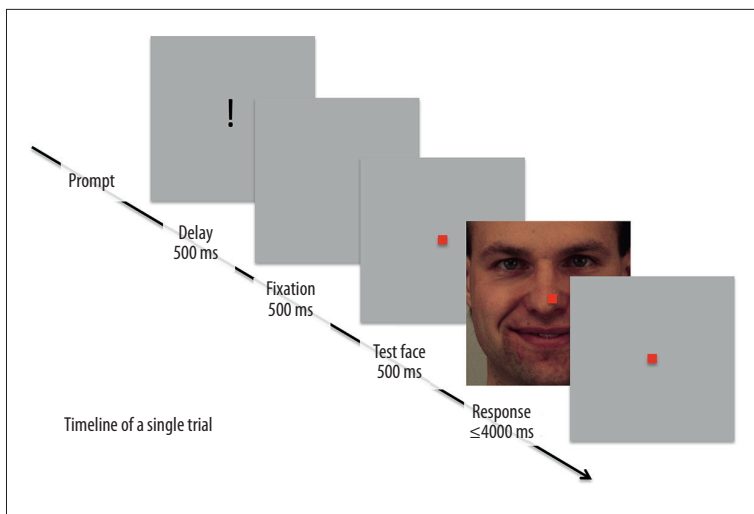 !
Prompt
Delay
500 ms
Fixation
500 ms
Test face
500 ms
Response
≤4000 ms
Timeline of a single trial